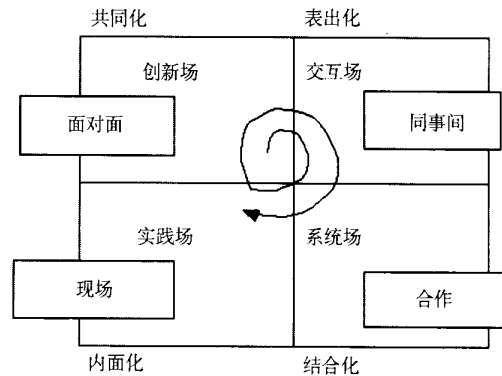 共同化
表出化
创新场
交互场
面对面
同事间
实践场
系统场
现场
合作
内面化
结合化